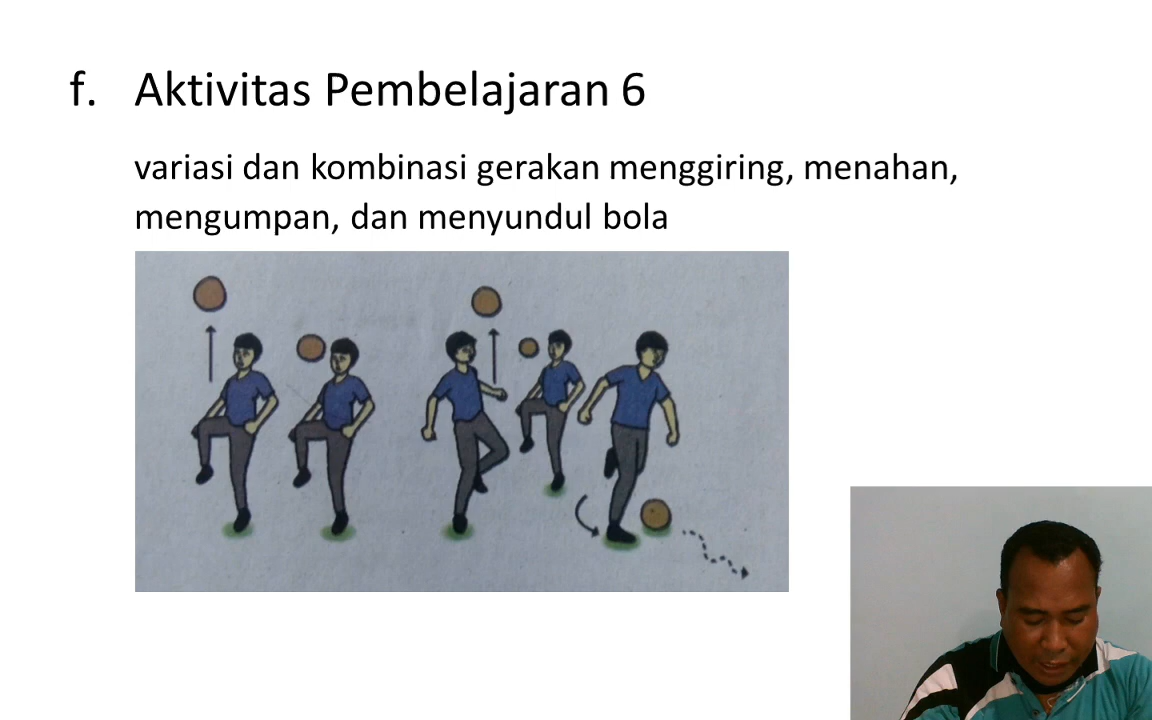 f. Aktivitas Pembelajaran 6
variasi dan kombinasi gerakan menggiring, menahan,
mengumpan, dan menyundul bola